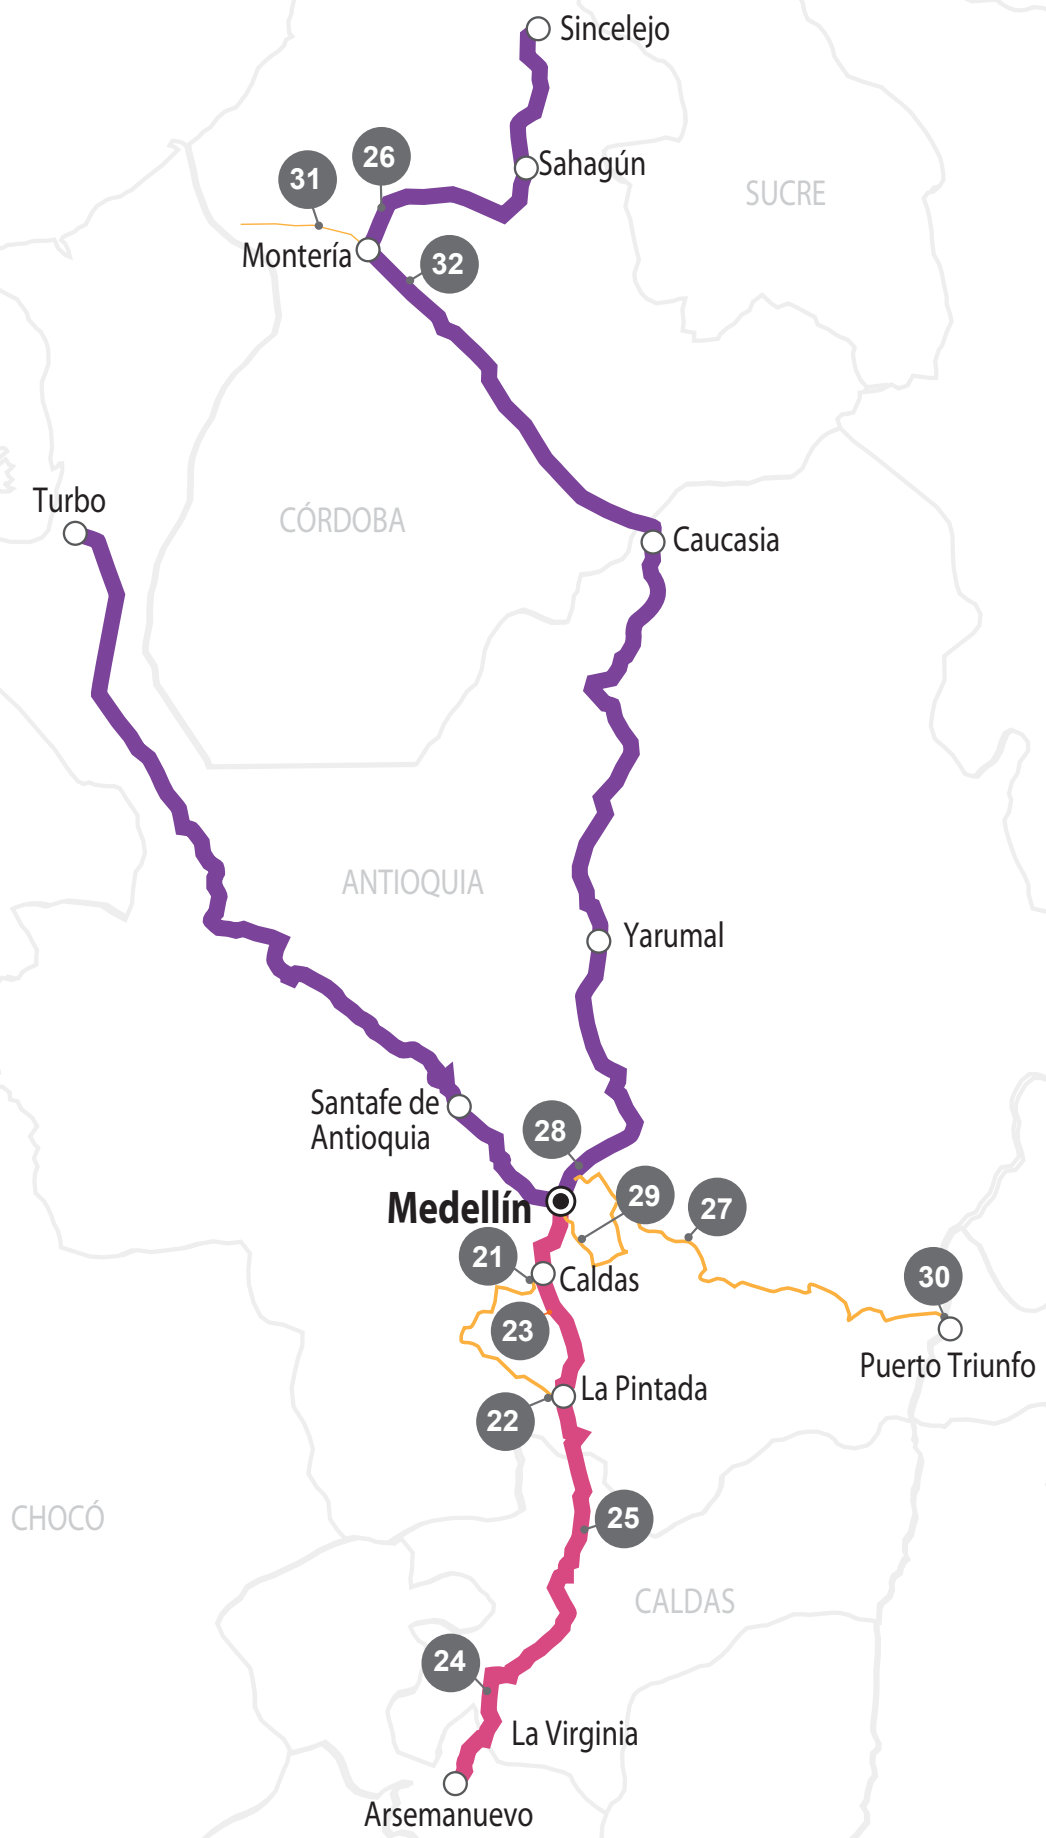 Sincelejo
26
Sahagún
31
SUCRE
Montería
32
Turbo
CÓRDOBA
Caucasia
ANTIOQUIA
Yarumal
Santafe de
Antioquia
28
29
Medellín
27
21
Caldas
30
23
Puerto Triunfo
La Pintada
22
CHOCÓ
25
CALDAS
24
La Virginia
Arsemanuevo